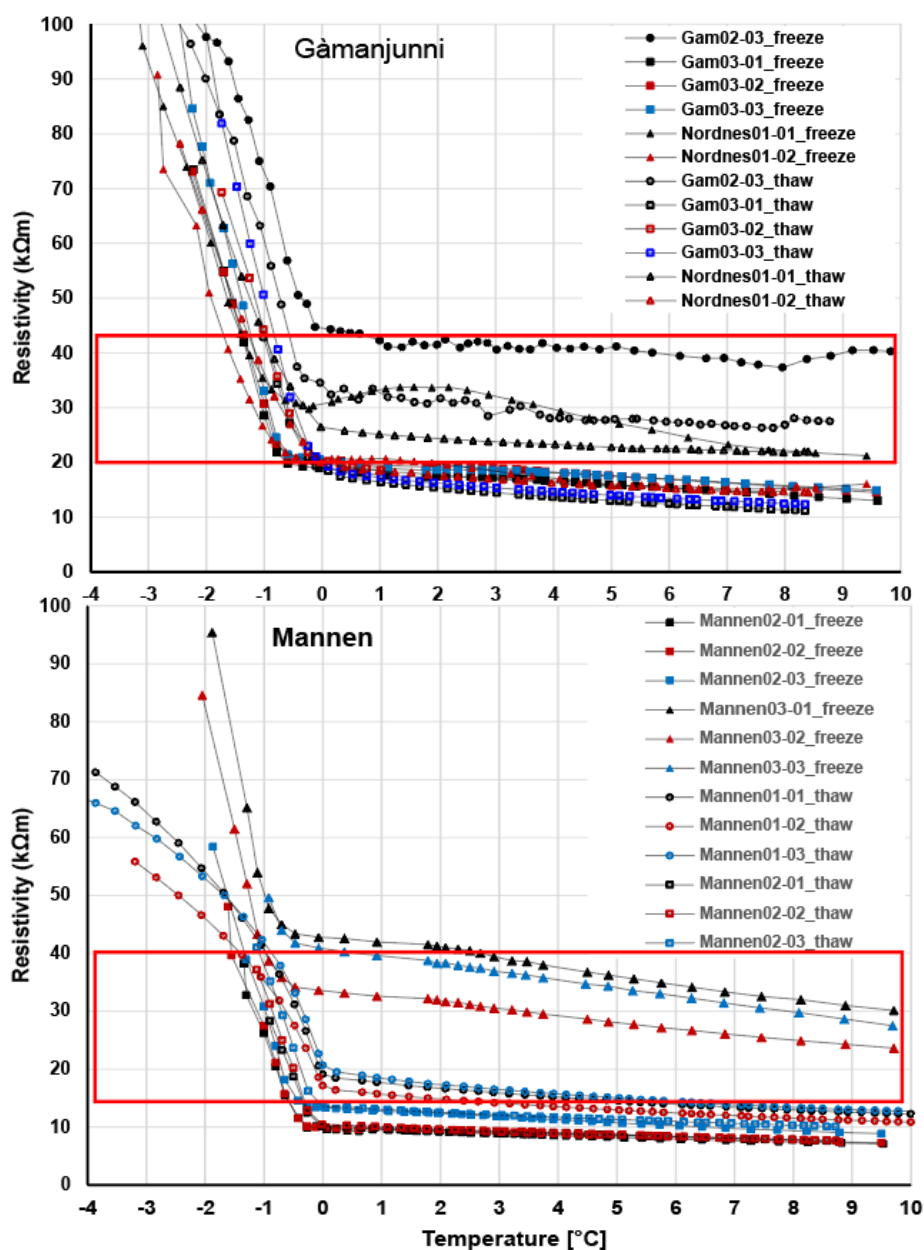 Gàmanjunni
Gam02-03_freeze
Gam03-01_freeze
Gam03-02_freeze
Gam03-03_freeze
Nordnes01-01_freeze
Nordnes01-02_freeze
Gam02-03_thaw
Gam03-01_thaw
Gam03-02_thaw
Gam03-03_thaw
Nordnes01-01_thaw
Nordnes01-02_thaw
Resistivity (kΩm)
100
90
80
70
60
50
40
30
20
10
0
-4 -3 -2 -1 0 1 2 3 4 5 6 7 8 9 10
Mannen
Mannen02-01_freeze
Mannen02-02_freeze
Mannen02-03_freeze
Mannen03-01_freeze
Mannen03-02_freeze
Mannen03-03_freeze
Mannen01-01_thaw
Mannen01-02_thaw
Mannen01-03_thaw
Mannen02-01_thaw
Mannen02-02_thaw
Mannen02-03_thaw
Resistivity (kΩm)
100
90
80
70
60
50
40
30
20
10
0
-4 -3 -2 -1 0 1 2 3 4 5 6 7 8 9 10
Temperature [°C]